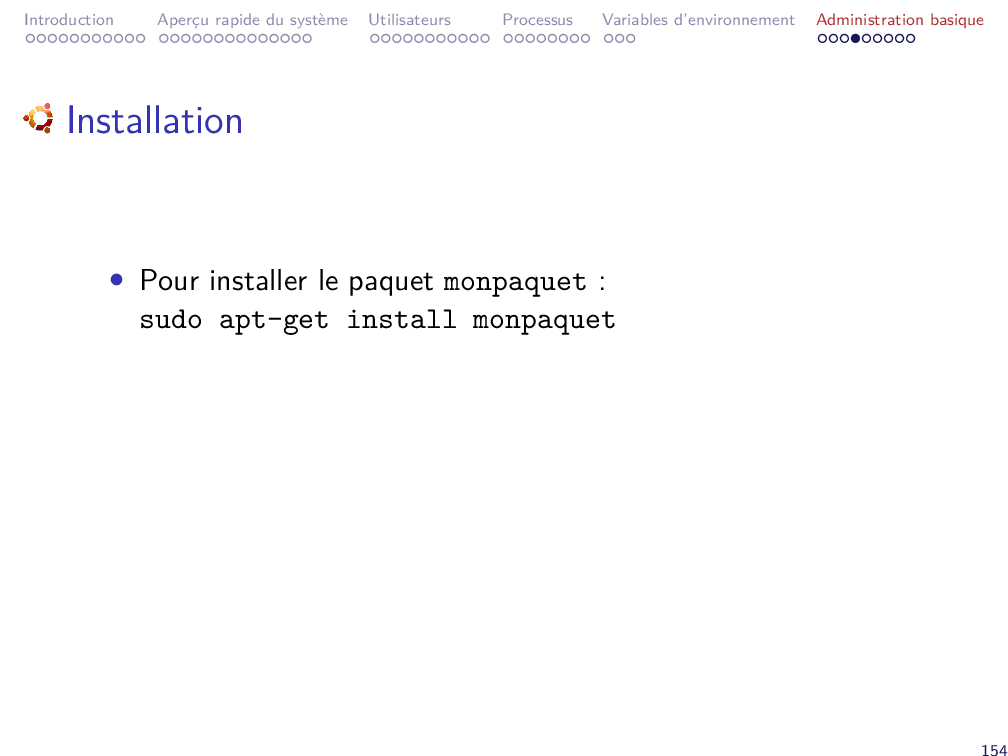 Introduction
Aperçu rapide du système
Utilisateurs
Processus
Variables d'environnement
Administration basique
Installation
• Pour installer le paquet monpaquet :
sudo apt-get install monpaquet
154